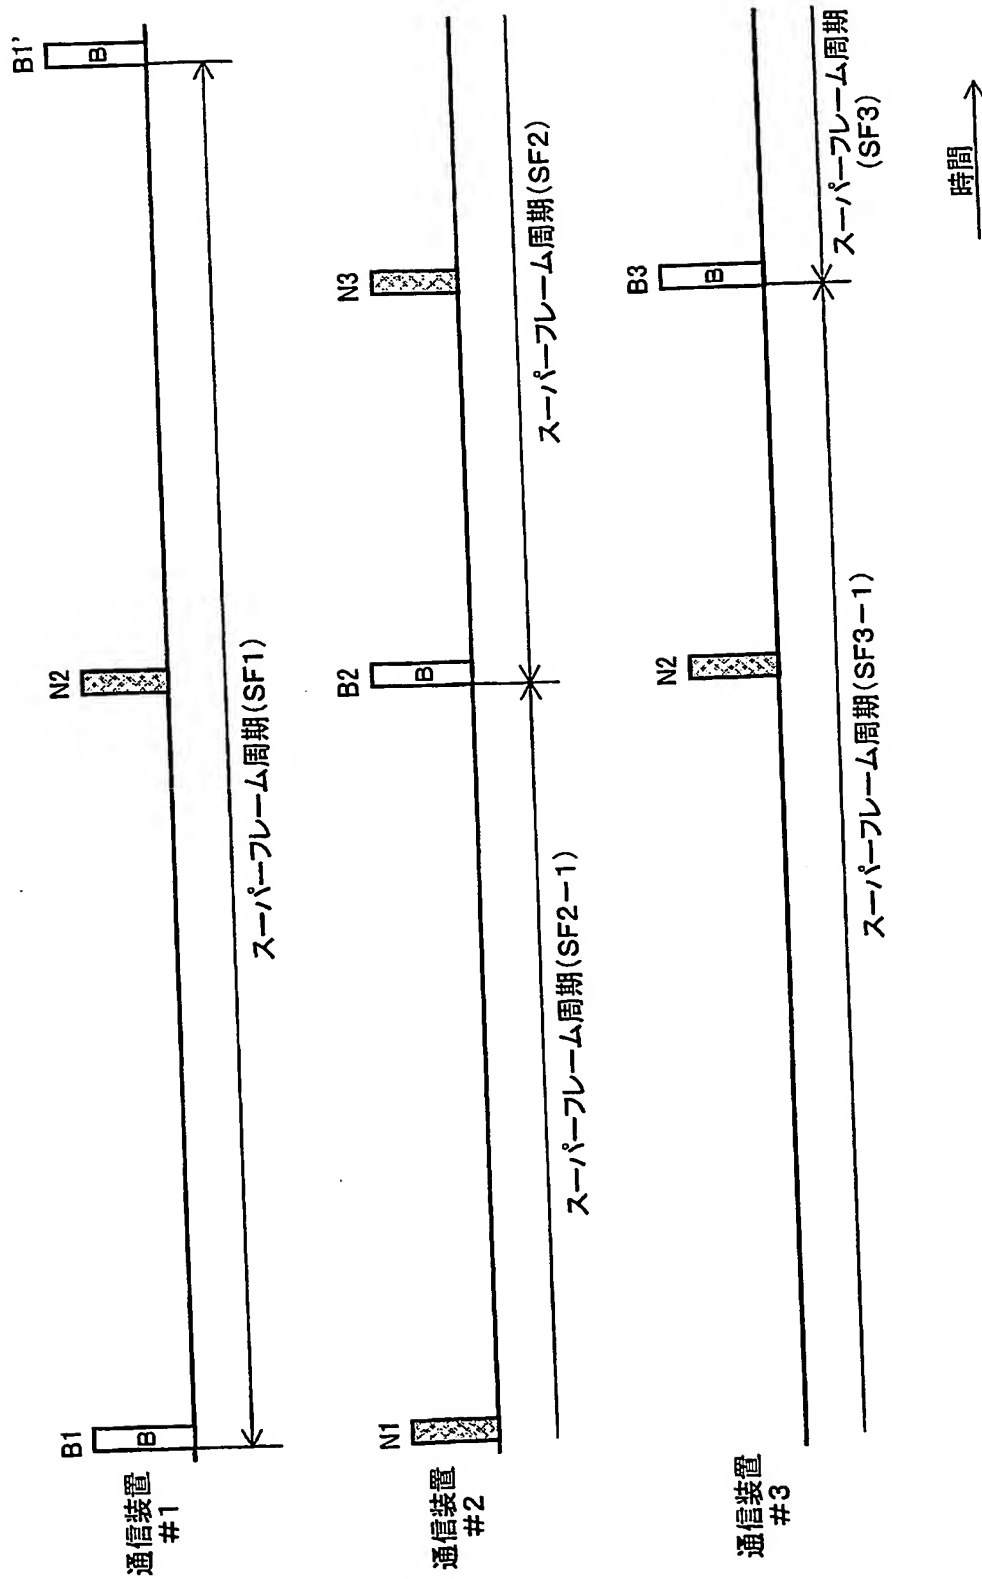 通信装置
#1
B1
B
N2
B1'
B
スーパーフレーム周期(SF1)
通信装置
#2
N1
B2
B
N3
スーパーフレーム周期(SF2-1)
スーパーフレーム周期(SF2)
通信装置
#3
N2
B3
B
スーパーフレーム周期(SF3-1)
スーパーフレーム周期
(SF3)
時間